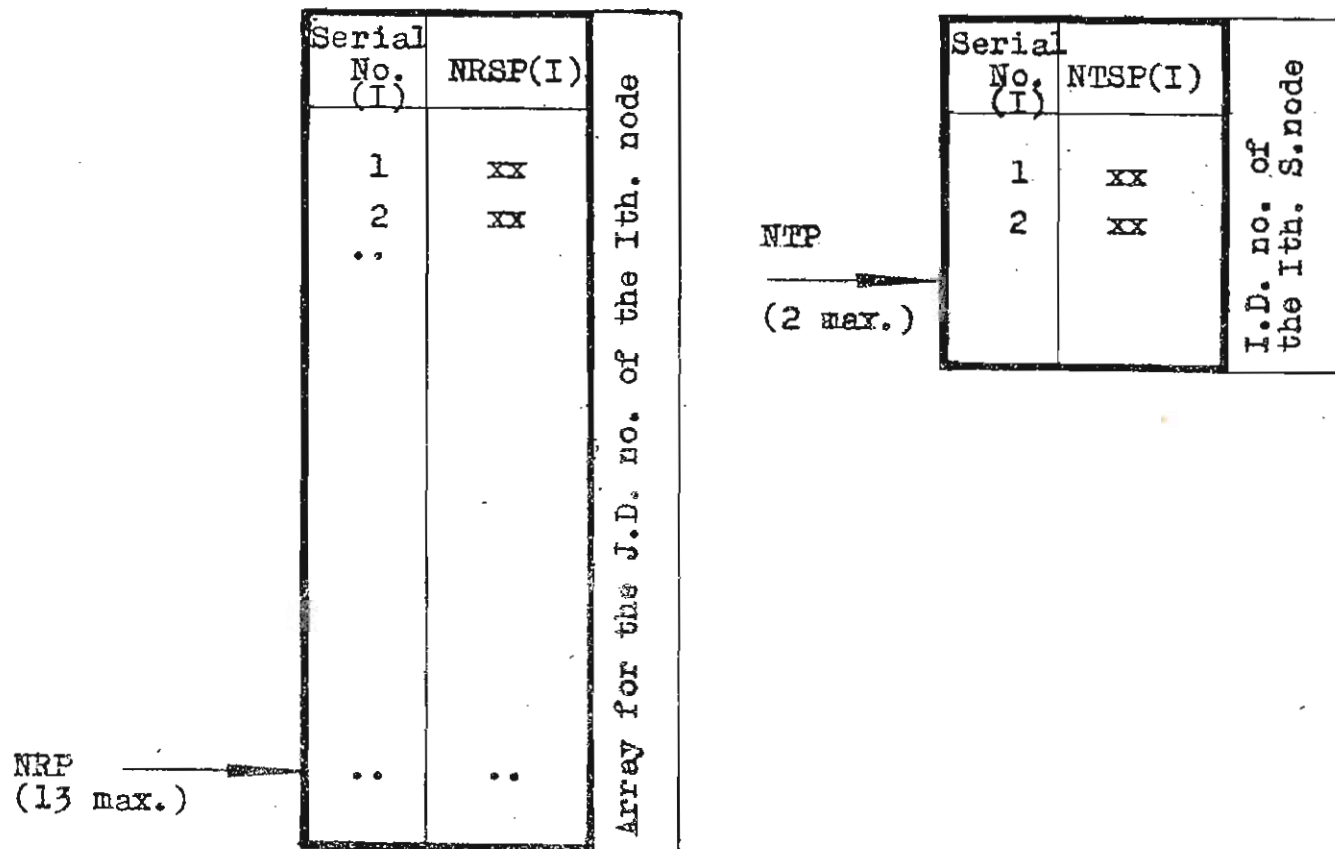 Serial
No. NRSP(I)
(I)
1 xx
2 xx
..
.. ..
Array for the I.D. no. of the Ith. node
NRP
(13 max.)
Serial
No. NTSP(I)
(I)
1 xx
2 xx
I.D. no. of
the Ith. S.node
NTP
(2 max.)